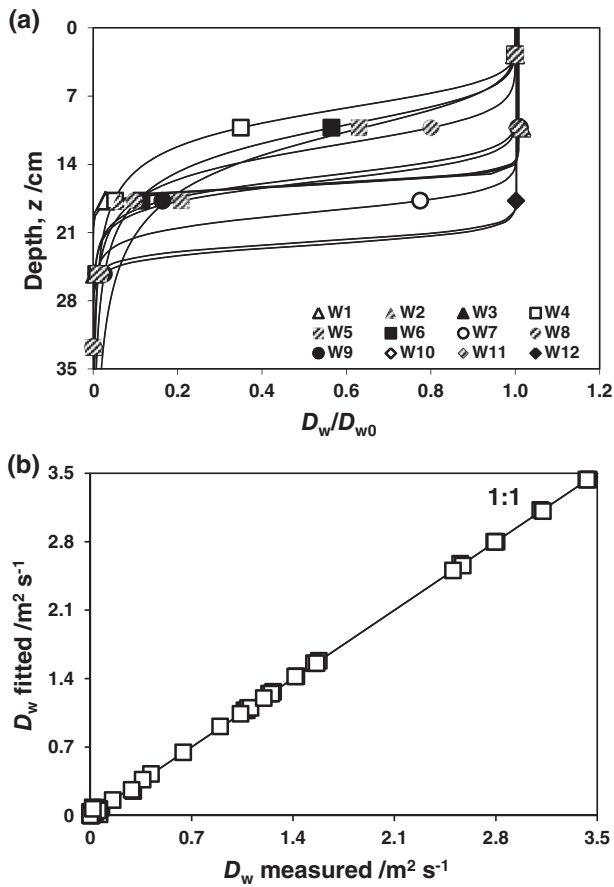 (a)
0
7
14
21
28
35
Depth, z /cm
W1 W2 W3 W4
W5 W6 W7 W8
W9 W10 W11 W12
0 0.2 0.4 0.6 0.8 1.0 1.2
Dw/Dw0
(b)
3.5
2.8
2.1
1.4
0.7
0
Dw fitted /m² s⁻¹
1:1
0 0.7 1.4 2.1 2.8 3.5
Dw measured /m² s⁻¹